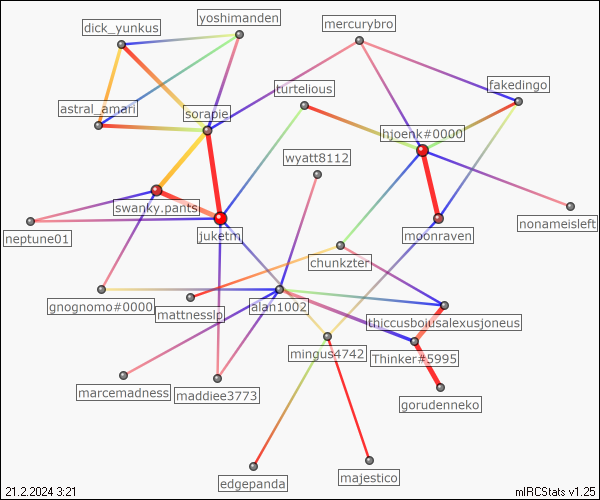 yoshimanden
mercurybro
dick_yunkus
turtelious
fakedingo
astral_amari
sorapie
hjoenk#0000
wyatt8112
swanky.pants
nonameisleft
neptune01
juketm
moonraven
chunkzter
gnognomo#0000
mattnesslp
alan1002
thiccusboiusalexusjoneus
mingus4742
Thinker#5995
marcemadness
maddiee3773
gorudenneko
edgepanda
majestico
21.2.2024 3:21
mIRCStats v1.25